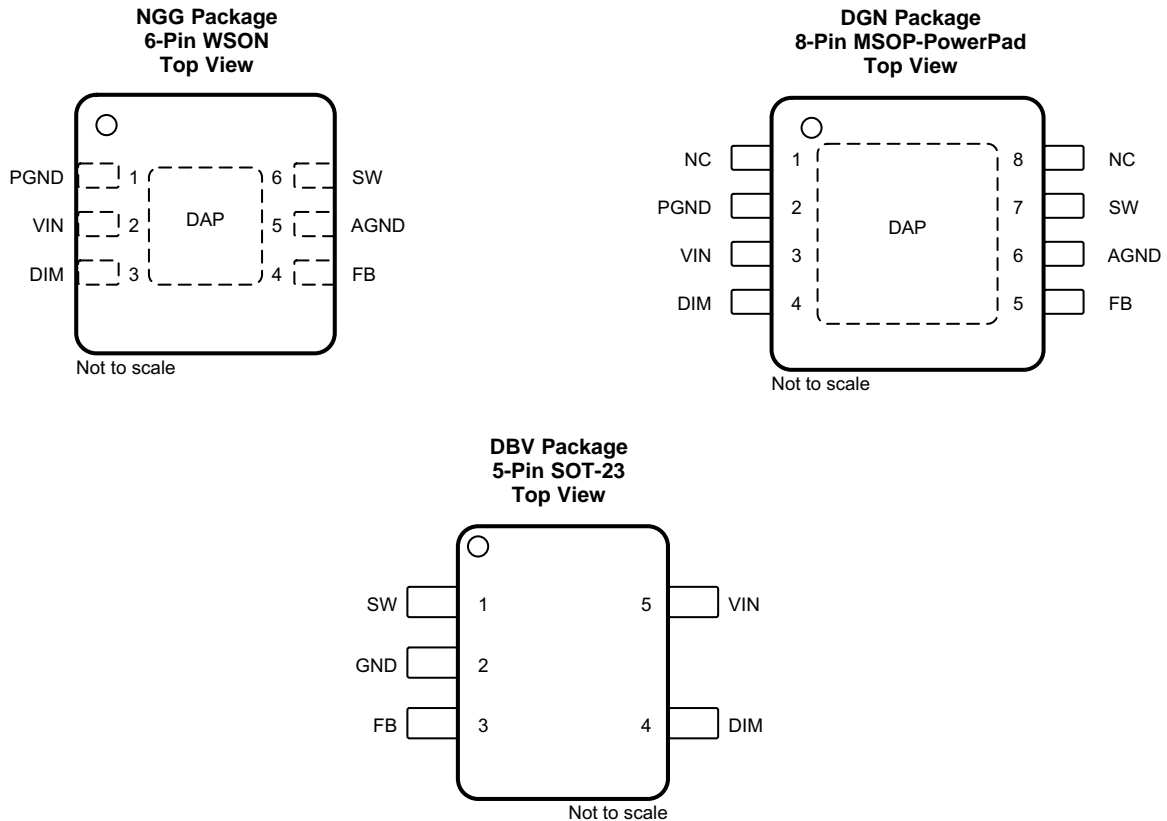 NGG Package
6-Pin WSON
Top View
PGND 1 6 SW
VIN 2 DAP 5 AGND
DIM 3 4 FB
Not to scale
DGN Package
8-Pin MSOP-PowerPad
Top View
NC 1 8 NC
PGND 2 7 SW
DAP
VIN 3 6 AGND
DIM 4 5 FB
Not to scale
DBV Package
5-Pin SOT-23
Top View
SW 1 5 VIN
GND 2
FB 3 4 DIM
Not to scale